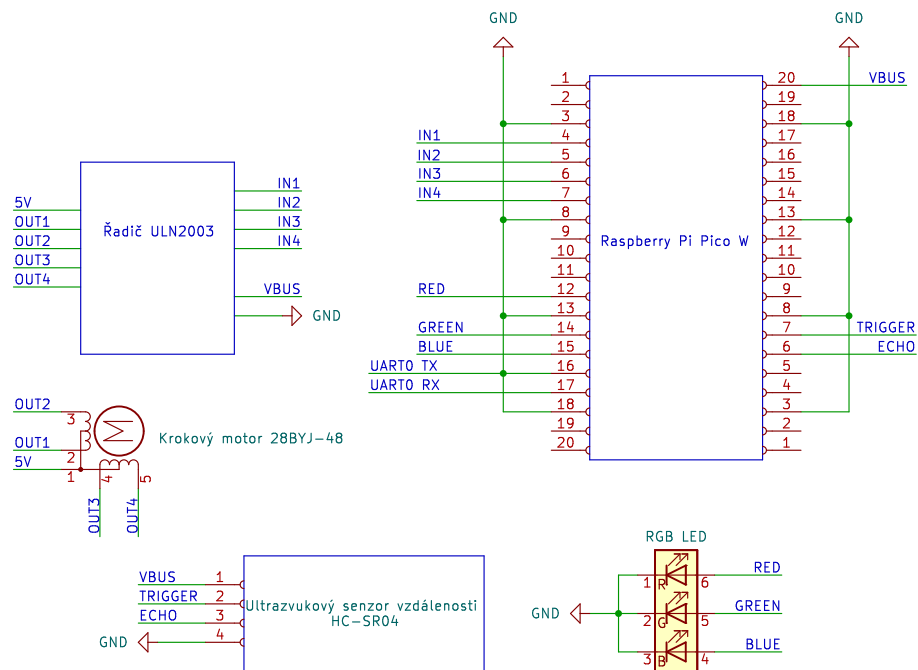 GND
GND
1
2
3
4
5
6
7
8
9
10
11
12
13
14
15
16
17
18
19
20
IN1
IN2
IN3
IN4
RED
GREEN
BLUE
UART0 TX
UART0 RX
Raspberry Pi Pico W
20
19
18
17
16
15
14
13
12
11
10
9
8
7
6
5
4
3
2
1
VBUS
TRIGGER
ECHO
5V
OUT1
OUT2
OUT3
OUT4
Řadič ULN2003
IN1
IN2
IN3
IN4
VBUS
GND
OUT2
OUT1
5V
3
2
1
M
4
5
OUT3
OUT4
Krokový motor 28BYJ-48
VBUS
TRIGGER
ECHO
GND
1
2
3
4
Ultrazvukový senzor vzdálenosti
HC-SR04
RGB LED
GND
1
2
3
R
G
B
6
5
4
RED
GREEN
BLUE